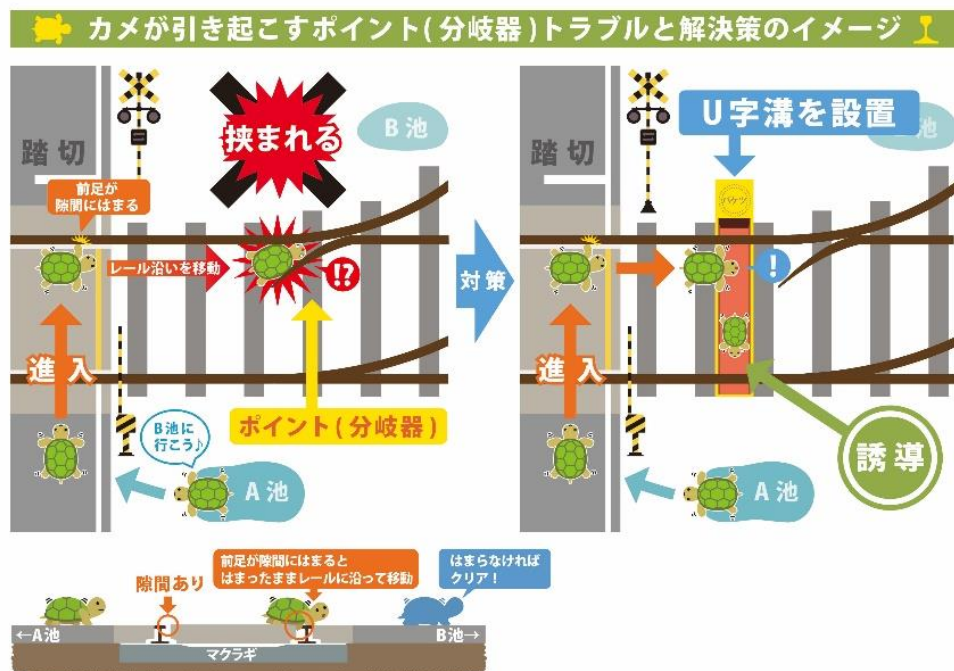 カメが引き起こすポイント(分岐器)トラブルと解決策のイメージ
踏切
挟まれる
B池
前足が
隙間にはまる
レール沿いを移動
!?
進入
ポイント(分岐器)
B池に
行こう♪
A池
対策
踏切
U字溝を設置
池
バケツ
!
進入
誘導
A池
隙間あり
前足が隙間にはまると
はまったままレールに沿って移動
はまらなければ
クリア!
←A池
マクラギ
B池→